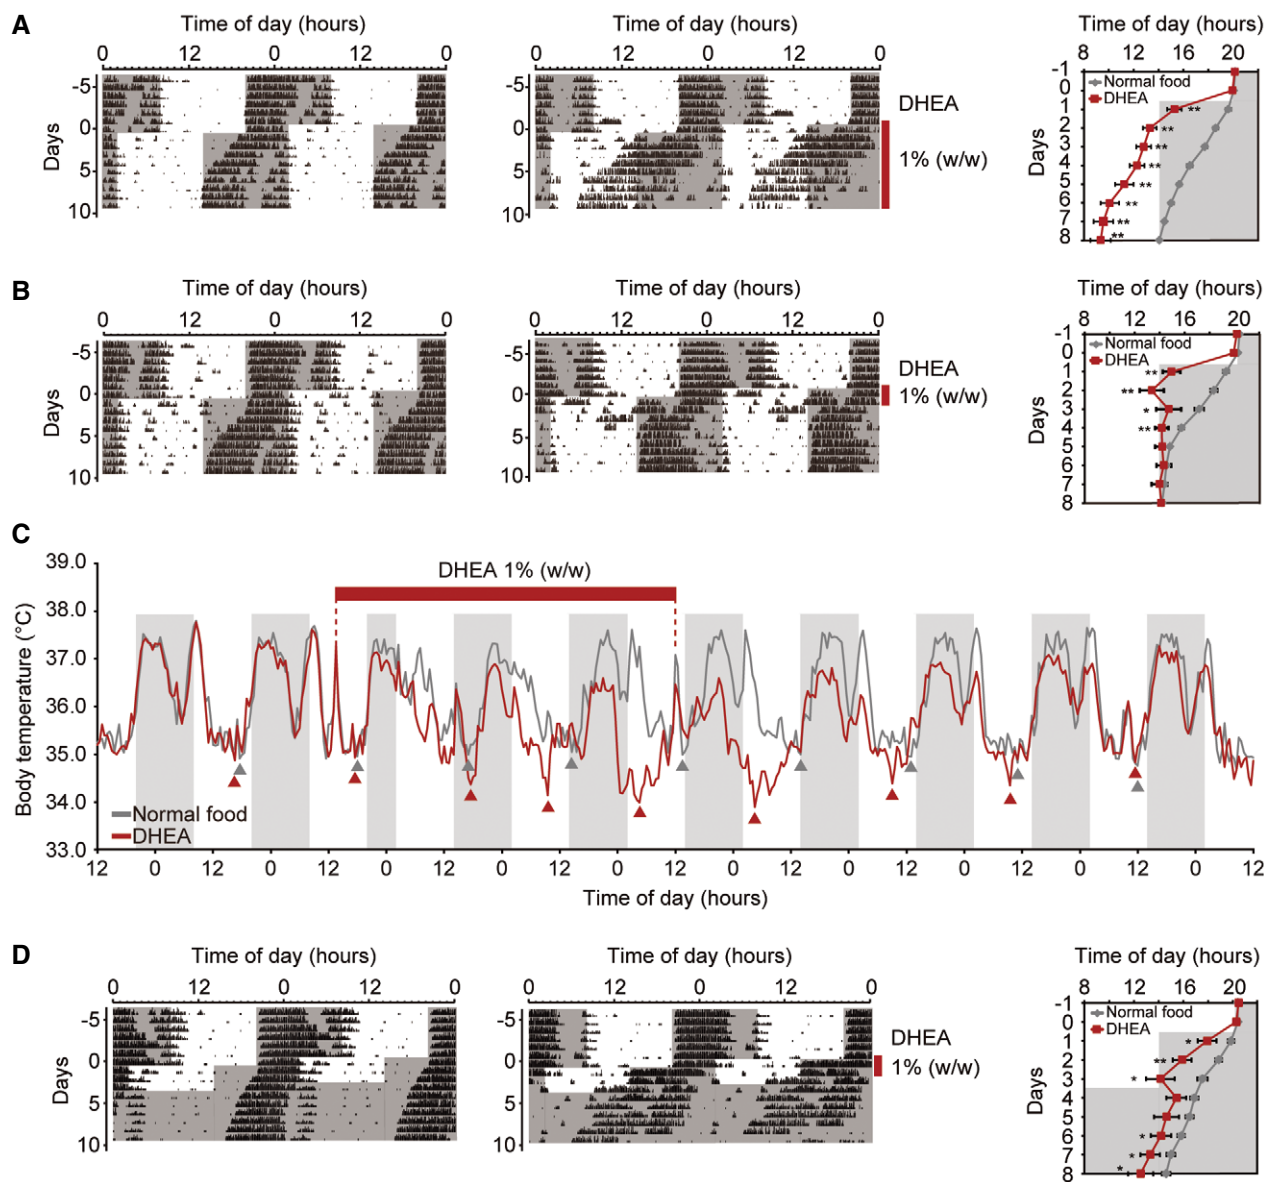 A
Time of day (hours)
Time of day (hours)
Time of day (hours)
0 12 0 12 0
0 12 0 12 0
8 12 16 20
Days
-5
0
5
10
-5
0
5
10
DHEA
1% (w/w)
Days
-1
0
1
2
3
4
5
6
7
8
Normal food
DHEA
**
**
**
**
**
**
**
**
B
Time of day (hours)
Time of day (hours)
Time of day (hours)
0 12 0 12 0
0 12 0 12 0
8 12 16 20
Days
-5
0
5
10
-5
0
5
10
DHEA
1% (w/w)
Days
-1
0
1
2
3
4
5
6
7
8
Normal food
DHEA
**
**
*
**
C
DHEA 1% (w/w)
Body temperature (°C)
39.0
38.0
37.0
36.0
35.0
34.0
33.0
Normal food
DHEA
12 0 12 0 12 0 12 0 12 0 12 0 12 0 12 0 12 0 12 0 12
Time of day (hours)
D
Time of day (hours)
Time of day (hours)
Time of day (hours)
0 12 0 12 0
0 12 0 12 0
8 12 16 20
Days
-5
0
5
10
-5
0
5
10
DHEA
1% (w/w)
Days
-1
0
1
2
3
4
5
6
7
8
Normal food
DHEA
*
**
*
*
*
*